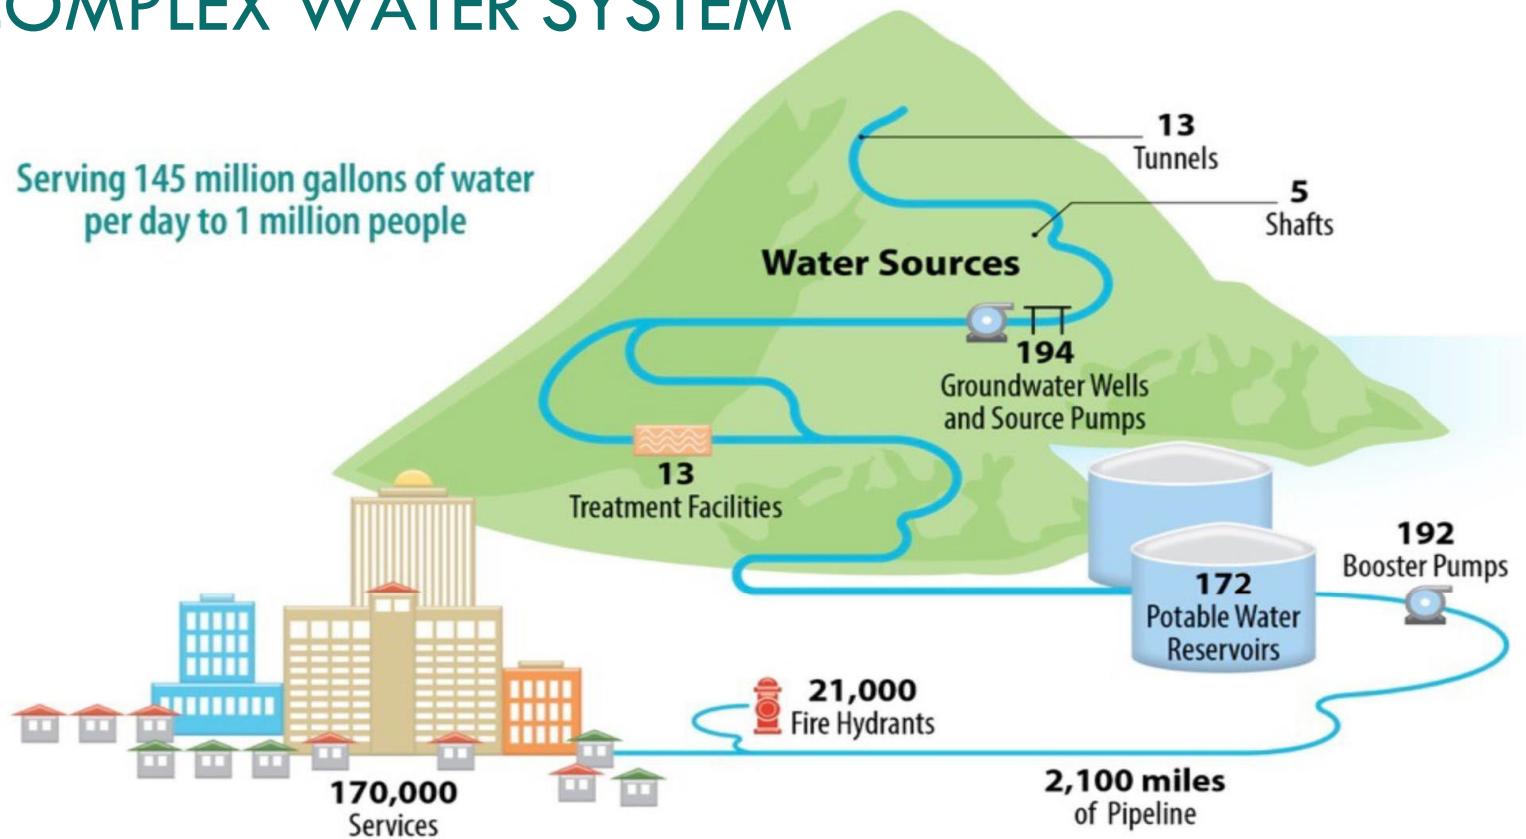 OMPLEX WATER SYSTEM
Serving 145 million gallons of water
per day to 1 million people
13
Tunnels
5
Shafts
Water Sources
194
Groundwater Wells
and Source Pumps
13
Treatment Facilities
192
Booster Pumps
172
Potable Water
Reservoirs
21,000
Fire Hydrants
170,000
Services
2,100 miles
of Pipeline